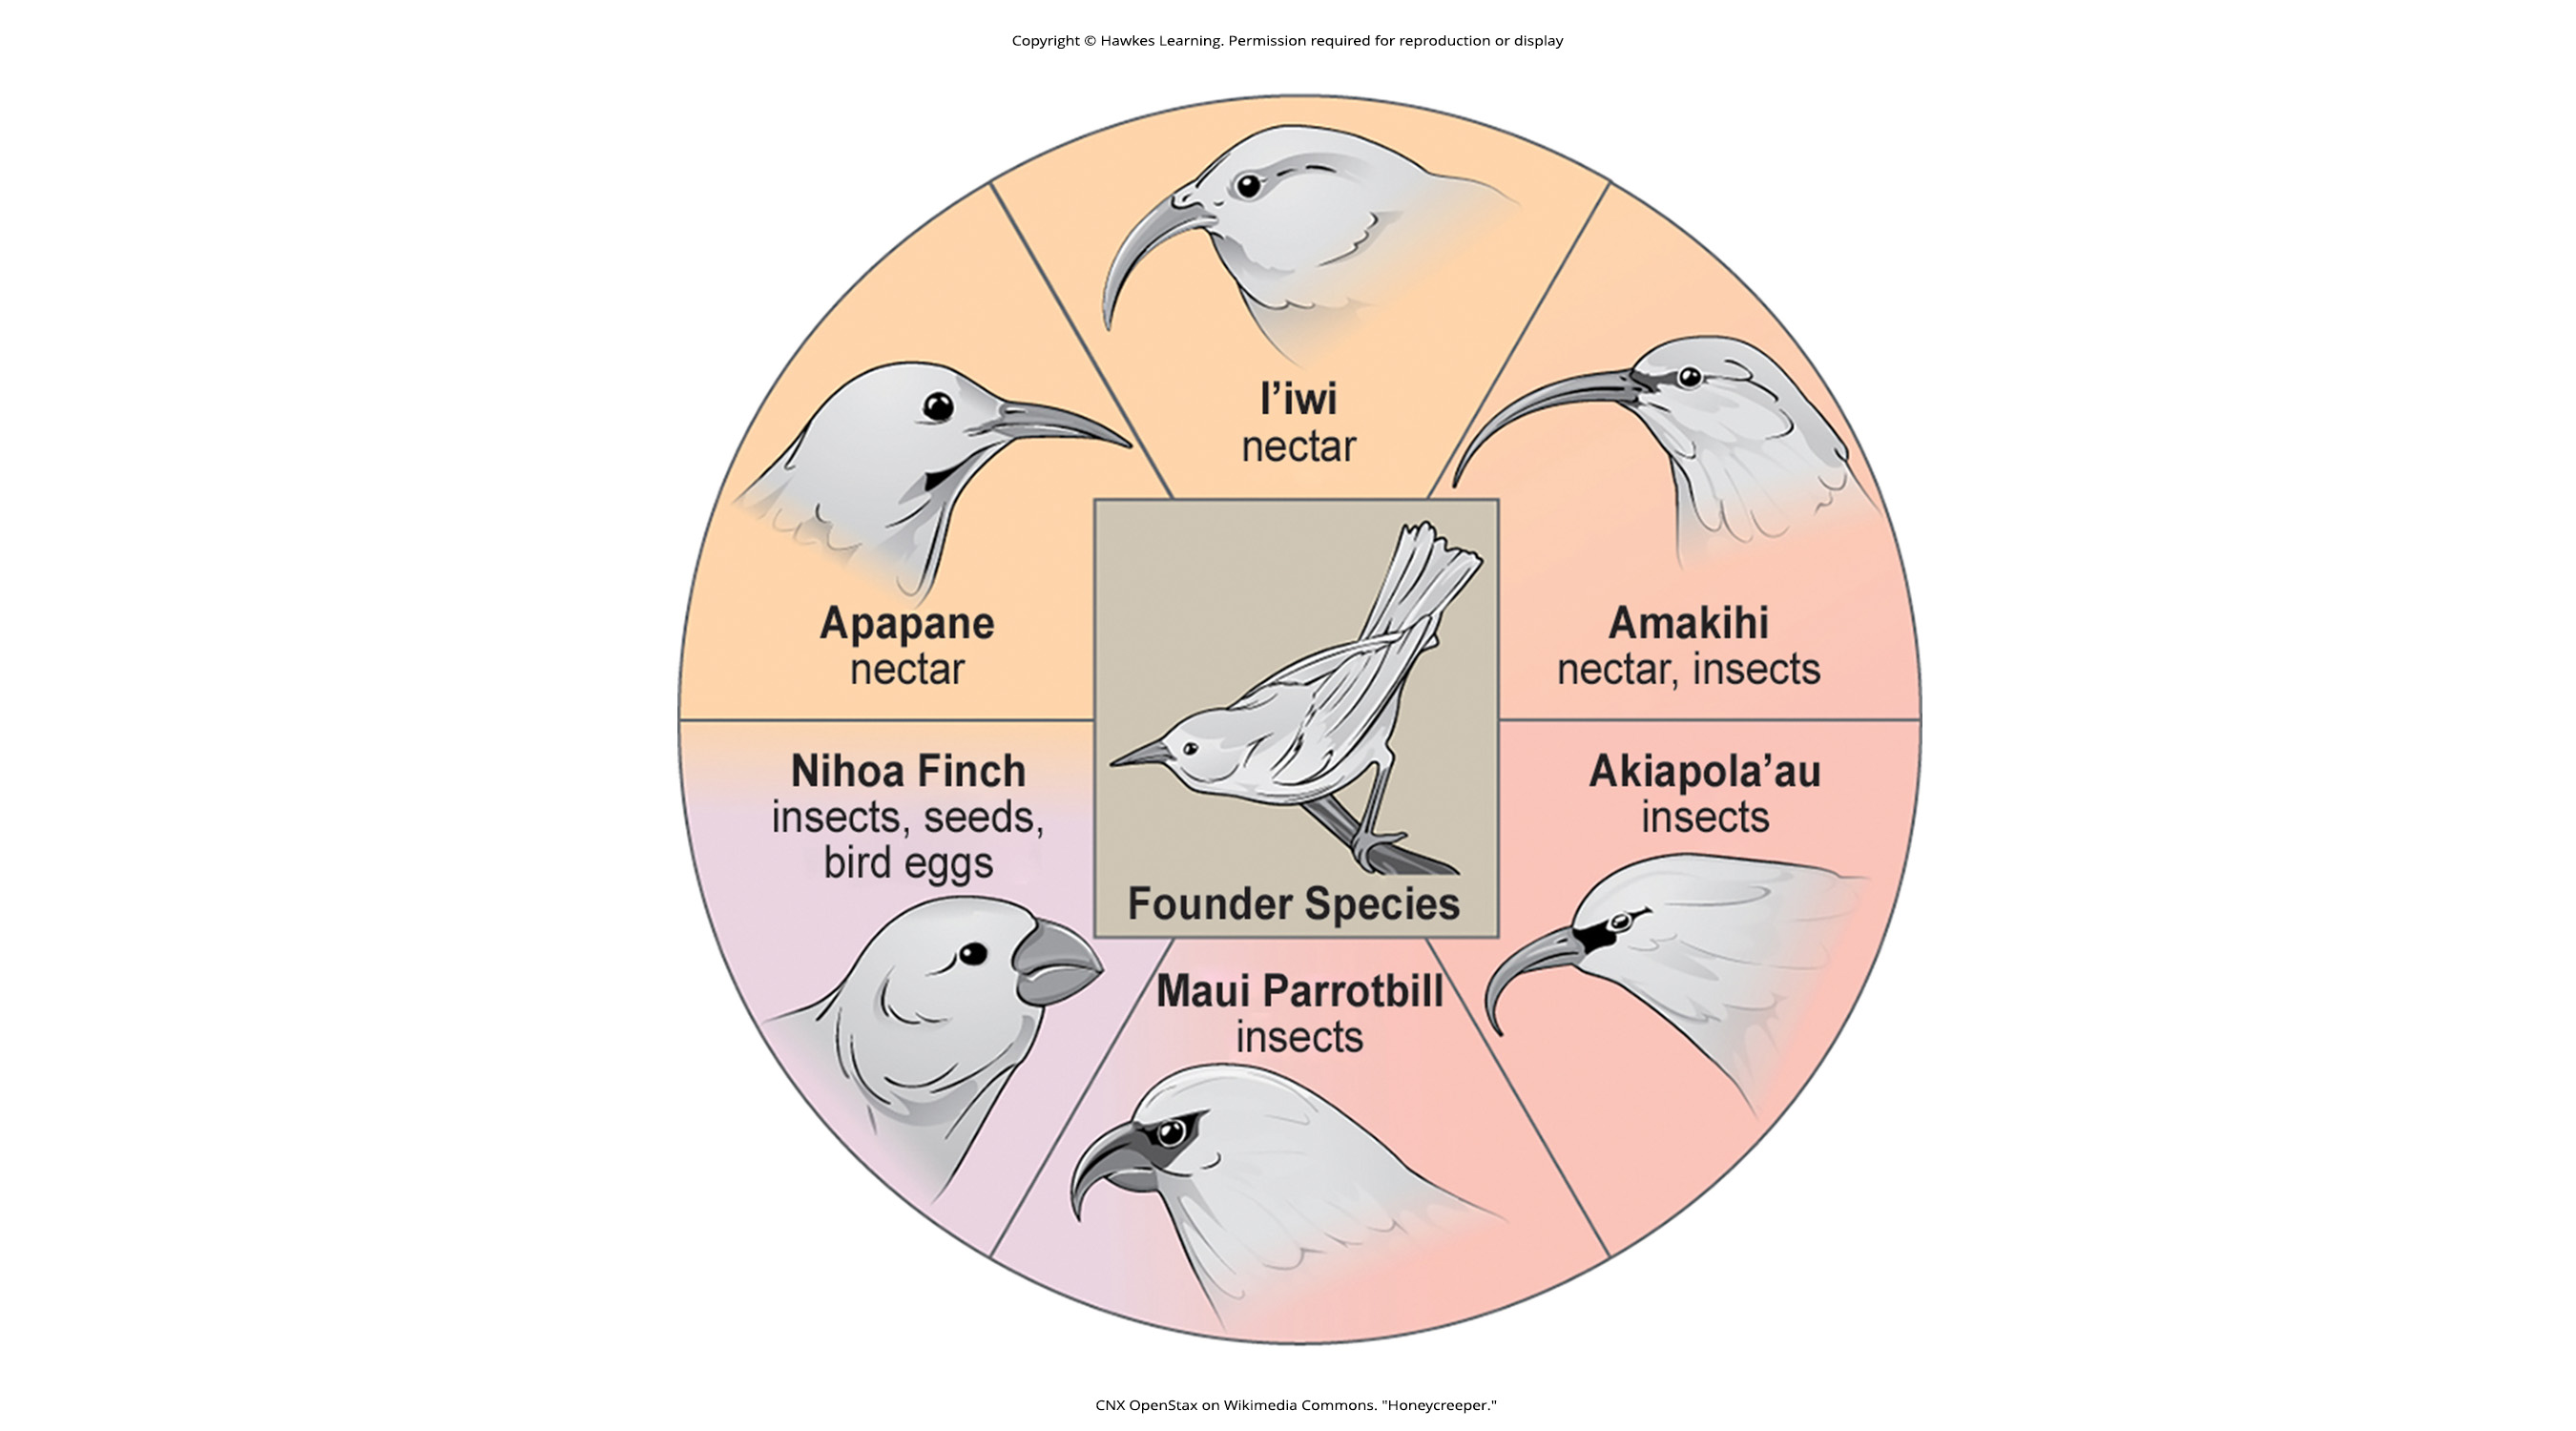 Copyright © Hawkes Learning. Permission required for reproduction or display
I’iwi
nectar
Apapane
nectar
Amakihi
nectar, insects
Nihoa Finch
insects, seeds,
bird eggs
Akiapola’au
insects
Founder Species
Maui Parrotbill
insects
CNX OpenStax on Wikimedia Commons. "Honeycreeper."